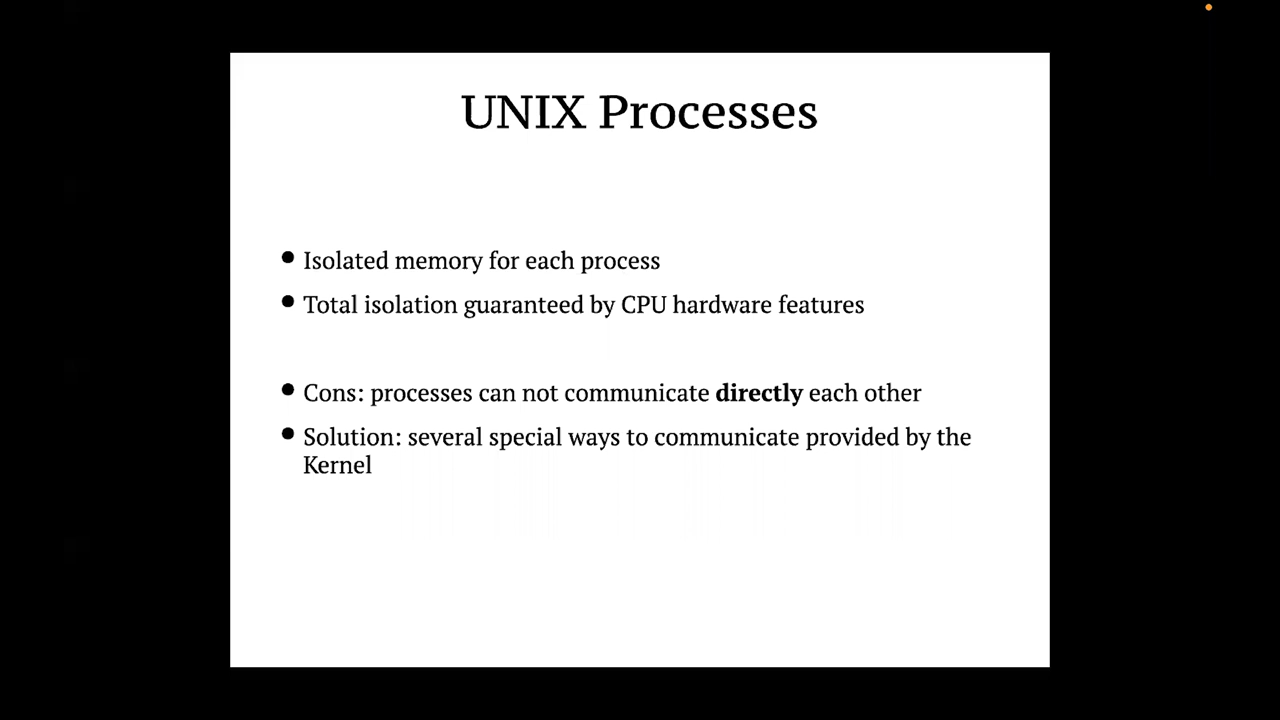 UNIX Processes
● Isolated memory for each process
● Total isolation guaranteed by CPU hardware features
● Cons: processes can not communicate directly each other
● Solution: several special ways to communicate provided by the
Kernel